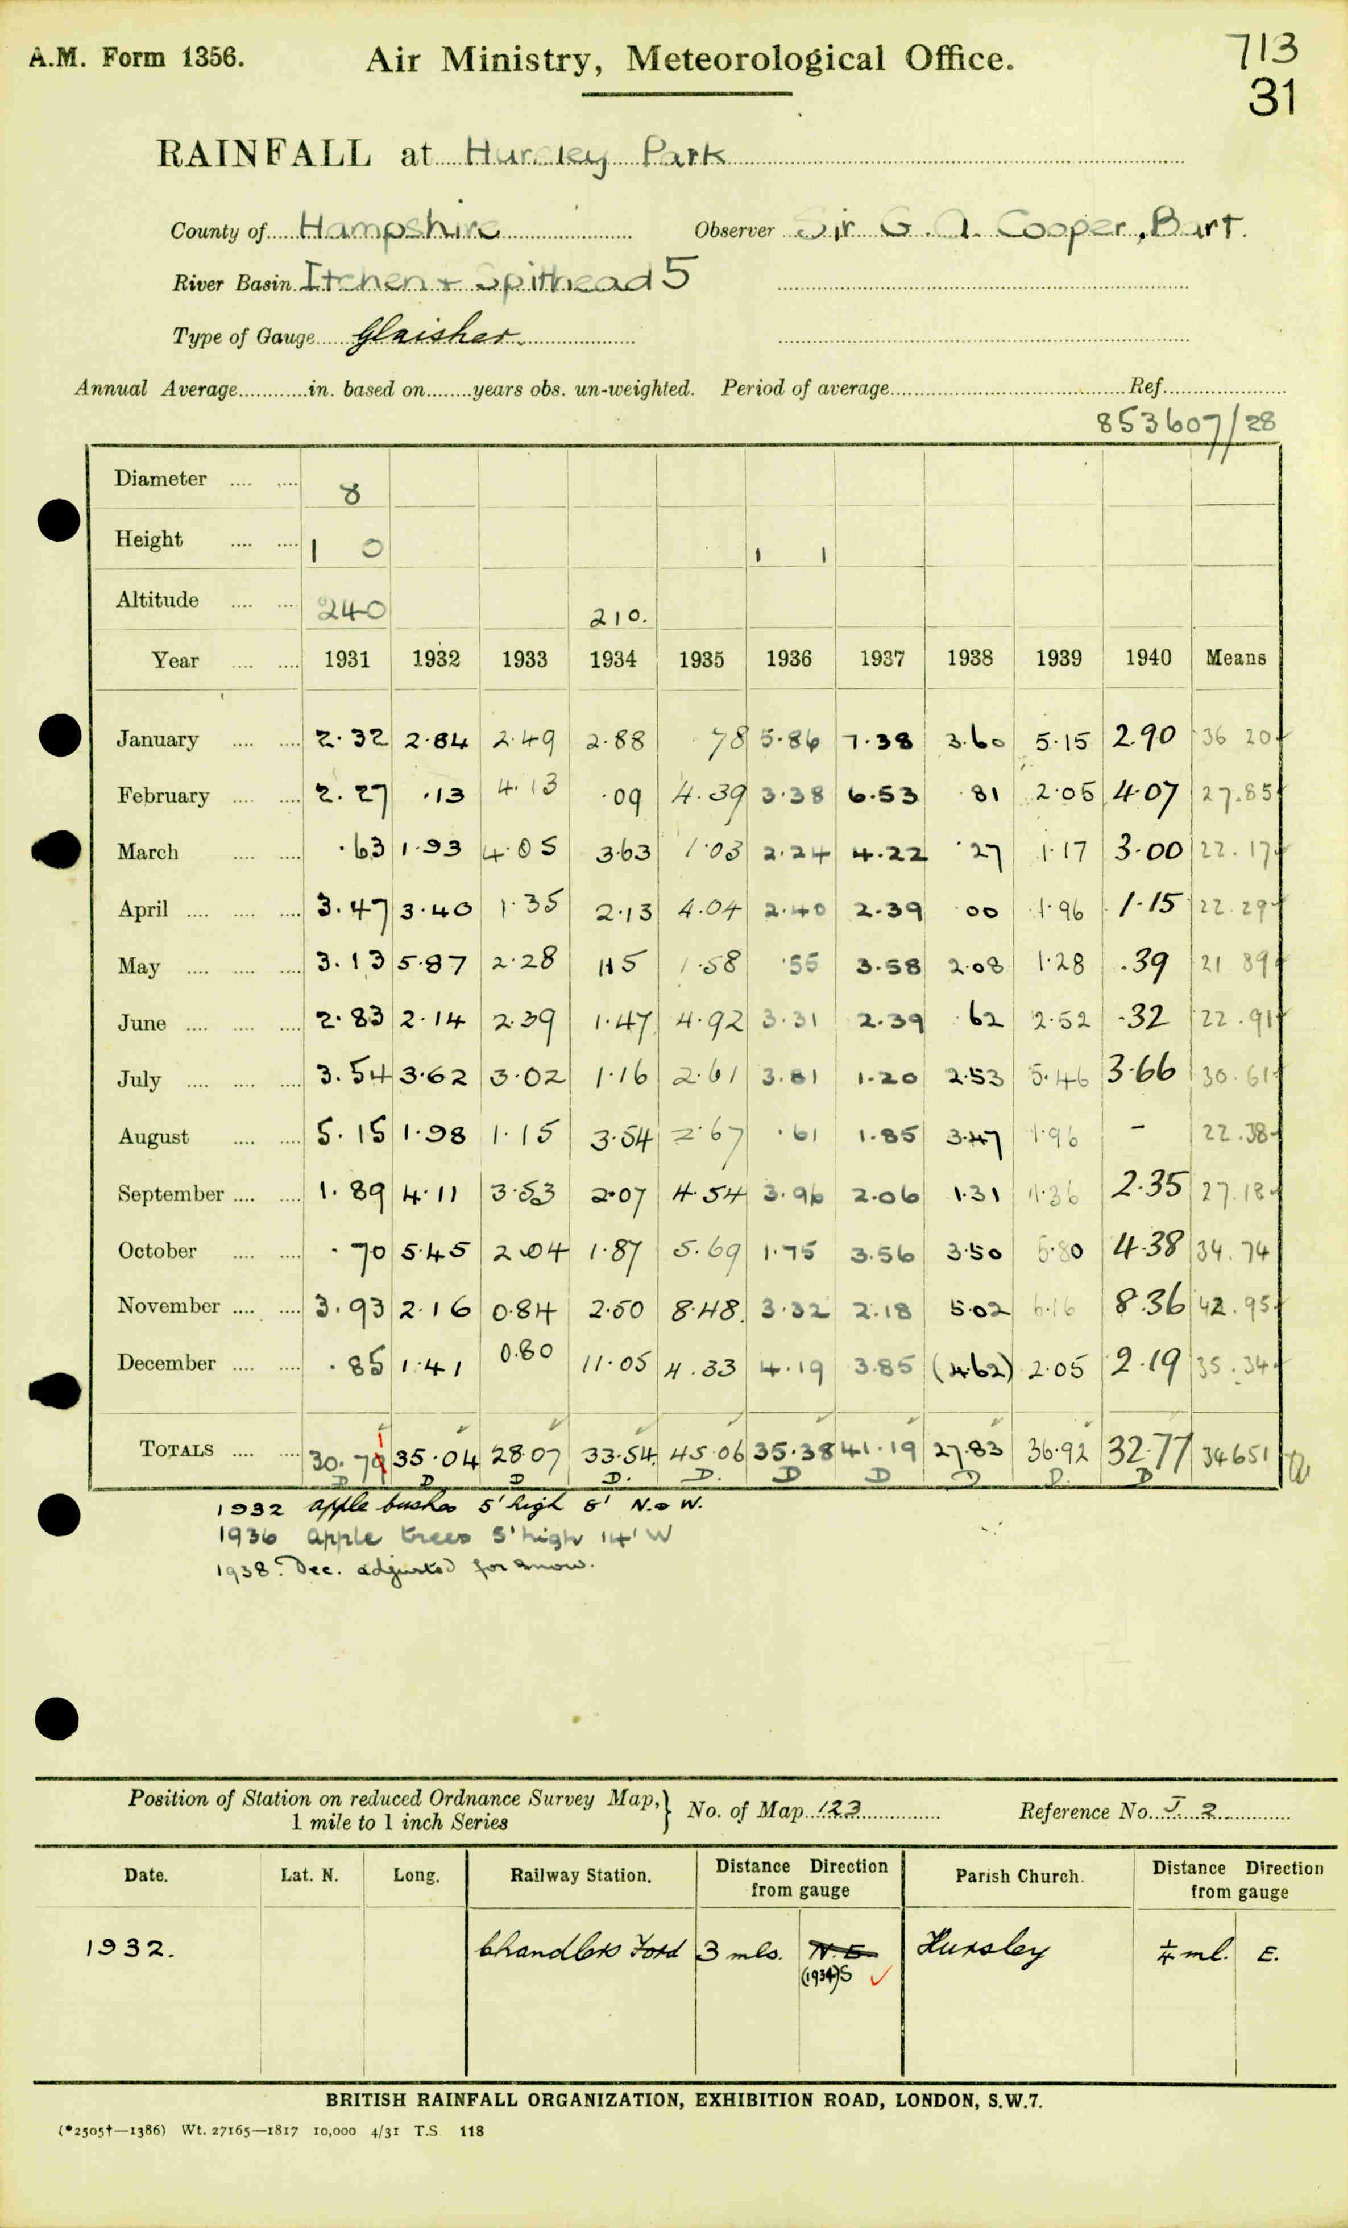 A.M. Form 1356. Air Ministry, Meteorological Office. 713
31
RAINFALL at Hursley Park
County of Hampshire Observer Sir G. A. Cooper, Bart.
River Basin Itchen + Spithead 5
Type of Gauge Glaisher.
Annual Average in. based on years obs. un-weighted. Period of average Ref.
853607/28
Diameter 8
Height 1 0 1 1
Altitude 240 210.
Year 1931 1932 1933 1934 1935 1936 1937 1938 1939 1940 Means
January 2.32 2.84 2.49 2.88 78 5.86 7.38 3.60 5.15 2.90 36 20
February 2.27 .13 4.13 .09 4.39 3.38 6.53 .81 2.05 4.07 27.85
March .63 1.93 4.05 3.63 1.03 2.24 4.22 .27 1.17 3.00 22.17
April 3.47 3.40 1.35 2.13 4.04 2.40 2.39 00 1.96 1.15 22.29
May 3.13 5.87 2.28 1.15 1.58 .55 3.58 2.08 1.28 .39 21 89
June 2.83 2.14 2.39 1.47 4.92 3.31 2.39 .62 2.52 .32 22.91
July 3.54 3.62 3.02 1.16 2.61 3.81 1.20 2.53 5.46 3.66 30.61
August 5.15 1.98 1.15 3.54 2.67 .61 1.85 3.47 1.96 - 22.38
September 1.89 4.11 3.53 2.07 4.54 3.96 2.06 1.31 1.36 2.35 27.18
October .70 5.45 2.04 1.87 5.69 1.75 3.56 3.50 5.80 4.38 34.74
November 3.93 2.16 0.84 2.50 8.48 3.32 2.18 5.02 6.16 8.36 42.95
December .85 1.41 0.80 11.05 4.33 4.19 3.85 (4.62) 2.05 2.19 35.34
TOTALS 30.71 35.04 28.07 33.54 45.06 35.38 41.19 27.83 36.92 32.77 34651
D D D D. D. D D D D. D
1932 apple bushes 5' high 8' N. & W.
1936 apple trees 5' high 14' W
1938. Dec. adjusted for snow.
Position of Station on reduced Ordnance Survey Map, No. of Map 123 Reference No. J. 2
1 mile to 1 inch Series
Date. Lat. N. Long. Railway Station. Distance Direction from gauge Parish Church. Distance Direction from gauge
1932. Chandlers Ford 3 mls. N.E. Hursley ¼ ml. E.
(1934) S
BRITISH RAINFALL ORGANIZATION, EXHIBITION ROAD, LONDON, S.W.7.
(*2505†—1386) Wt. 27165—1817 10,000 4/31 T.S. 118